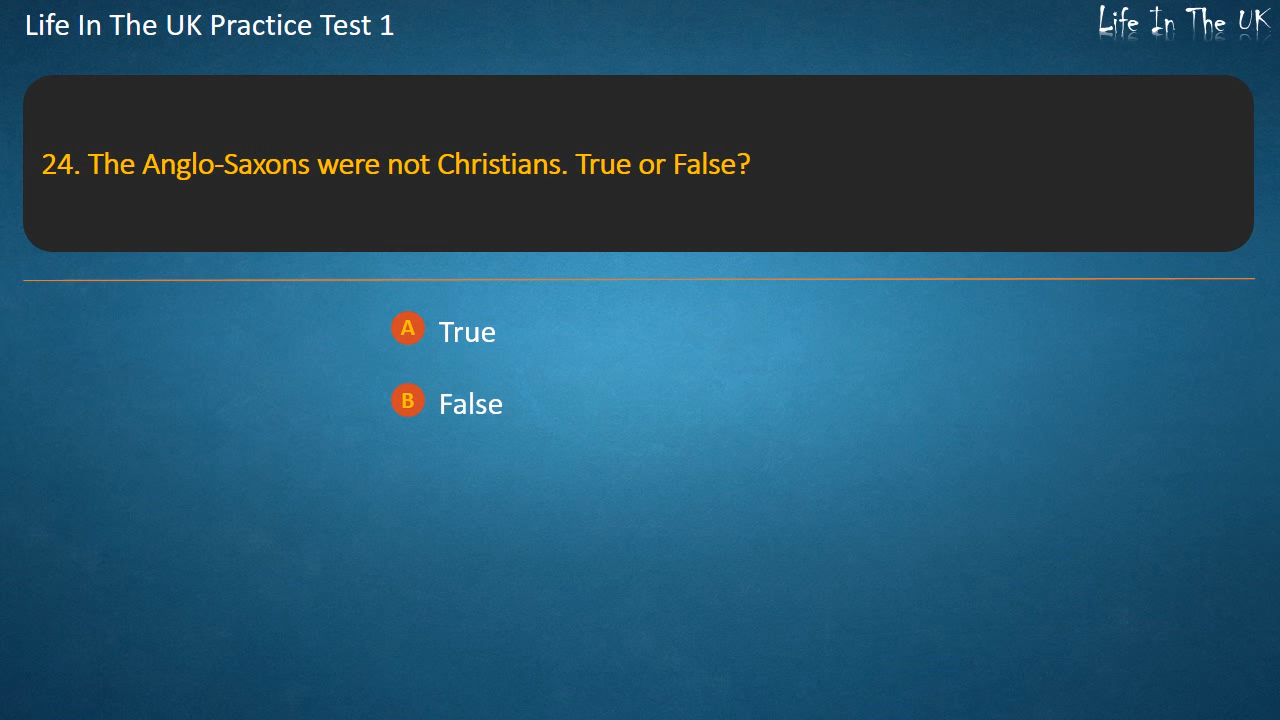 Life In The UK Practice Test 1
Life In The UK
24. The Anglo-Saxons were not Christians. True or False?
A True
B False